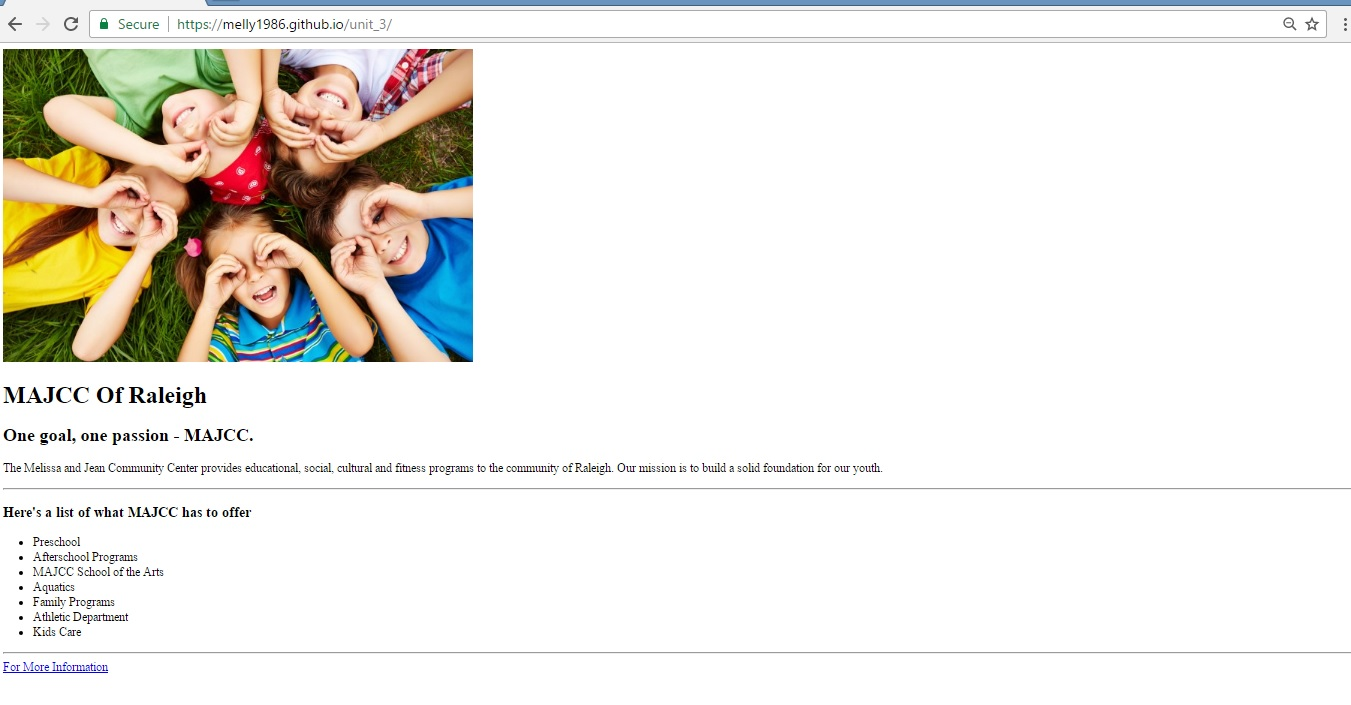 Secure | https://melly1986.github.io/unit_3/
MAJCC Of Raleigh
One goal, one passion - MAJCC.
The Melissa and Jean Community Center provides educational, social, cultural and fitness programs to the community of Raleigh. Our mission is to build a solid foundation for our youth.
Here's a list of what MAJCC has to offer
Preschool
Afterschool Programs
MAJCC School of the Arts
Aquatics
Family Programs
Athletic Department
Kids Care
For More Information